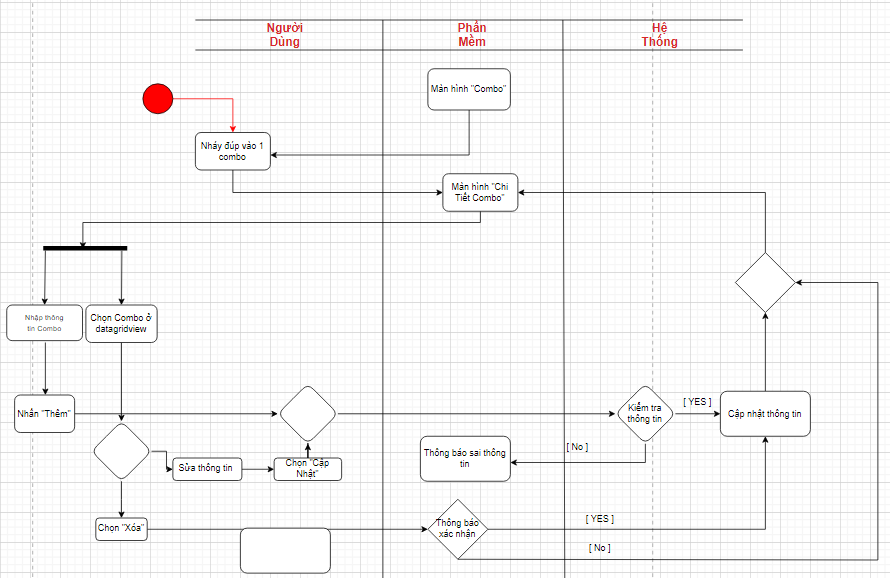 Người
Dùng
Phần
Mềm
Hệ
Thống
Màn hình "Combo"
Nháy đúp vào 1
combo
Màn hình "Chi
Tiết Combo"
Nhập thông
tin Combo
Chọn Combo ở
datagridview
Nhấn "Thêm"
Kiểm tra
thông tin
[ YES ]
Cập nhật thông tin
Sửa thông tin
Chọn "Cập
Nhật"
Thông báo sai thông
tin
[ No ]
Chọn "Xóa"
Thông báo
xác nhận
[ YES ]
[ No ]